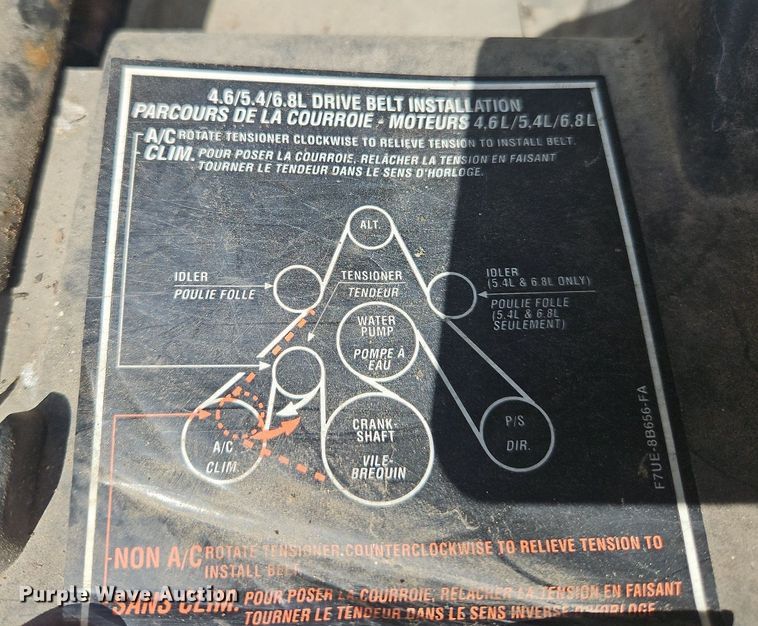 4.6/5.4/6.8L DRIVE BELT INSTALLATION
PARCOURS DE LA COURROIE - MOTEURS 4,6L/5,4L/6,8L
A/C ROTATE TENSIONER CLOCKWISE TO RELIEVE TENSION TO INSTALL BELT.
CLIM. POUR POSER LA COURROIE, RELÂCHER LA TENSION EN FAISANT
TOURNER LE TENDEUR DANS LE SENS D'HORLOGE.
ALT.
IDLER
POULIE FOLLE
TENSIONER
TENDEUR
IDLER
(5.4L & 6.8L ONLY)
POULIE FOLLE
(5.4L & 6.8L
SEULEMENT)
WATER
PUMP
POMPE À
EAU
A/C
CLIM.
CRANK-
SHAFT
VILE-
BREQUIN
P/S
DIR.
F7UE-8B656-FA
NON A/C ROTATE TENSIONER COUNTERCLOCKWISE TO RELIEVE TENSION TO
INSTALL BELT
SANS CLIM. POUR POSER LA COURROIE, RELÂCHER LA TENSION EN FAISANT
TOURNER LE TENDEUR DANS LE SENS INVERSE D'HORLOGE
Purple Wave Auction